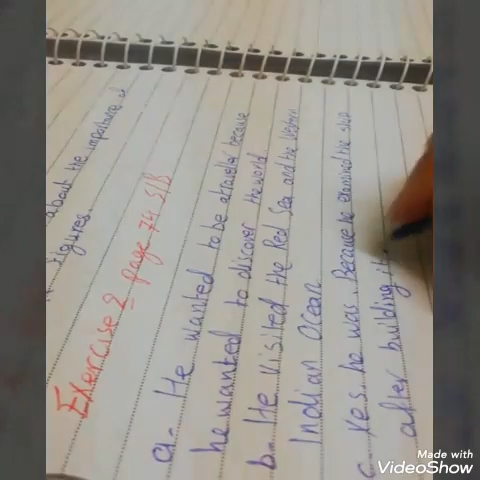 about the importance of
figures.
Exercise 2 page 74 S/B
a- He wanted to be a traveller because
he wanted to discover the world
b- He visited the Red Sea and the Western
Indian Ocean
c- Yes, he was. Because he examined the ship
after building it.
Made with
VideoShow